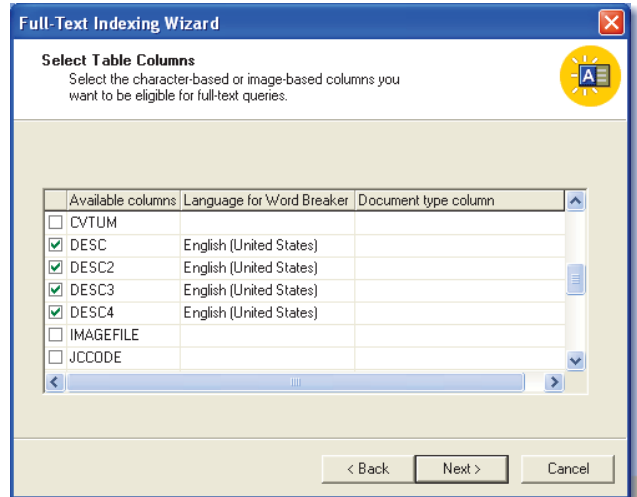 Full-Text Indexing Wizard
Select Table Columns
Select the character-based or image-based columns you
want to be eligible for full-text queries.
A
Available columns Language for Word Breaker Document type column
CVTUM
DESC English (United States)
DESC2 English (United States)
DESC3 English (United States)
DESC4 English (United States)
IMAGEFILE
JCCODE
< Back Next > Cancel